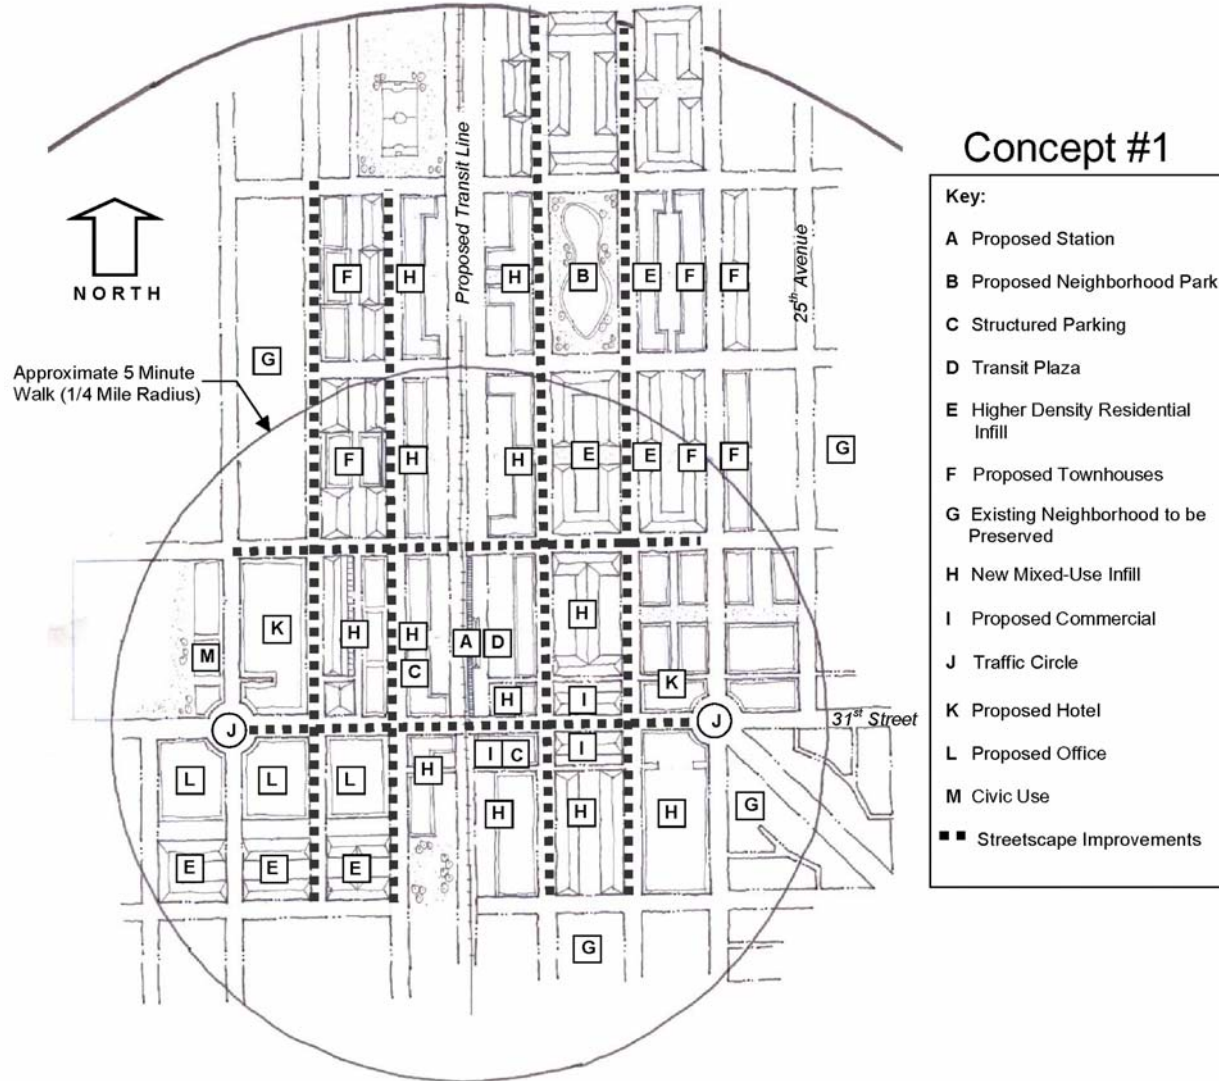 Proposed Transit Line
Concept #1
Key:
A Proposed Station
B Proposed Neighborhood Park
C Structured Parking
D Transit Plaza
E Higher Density Residential
Infill
F Proposed Townhouses
G Existing Neighborhood to be
Preserved
H New Mixed-Use Infill
I Proposed Commercial
J Traffic Circle
K Proposed Hotel
L Proposed Office
M Civic Use
Streetscape Improvements
NORTH
25th Avenue
Approximate 5 Minute
Walk (1/4 Mile Radius)
31st Street
F H H B E F F
G
F H H E E F F G
M K H H A D H
C K
H I
J J
L L L H I C I
H H H G
E E E
G